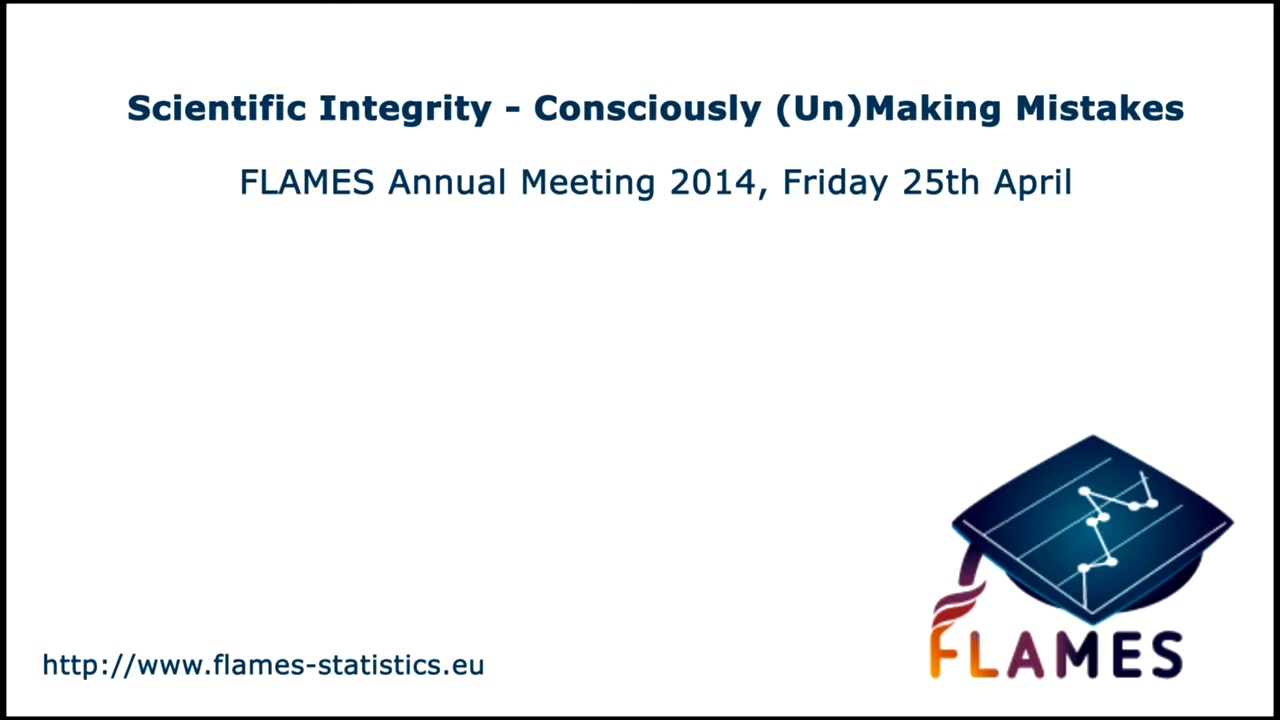 Scientific Integrity - Consciously (Un)Making Mistakes
FLAMES Annual Meeting 2014, Friday 25th April
http://www.flames-statistics.eu
FLAMES